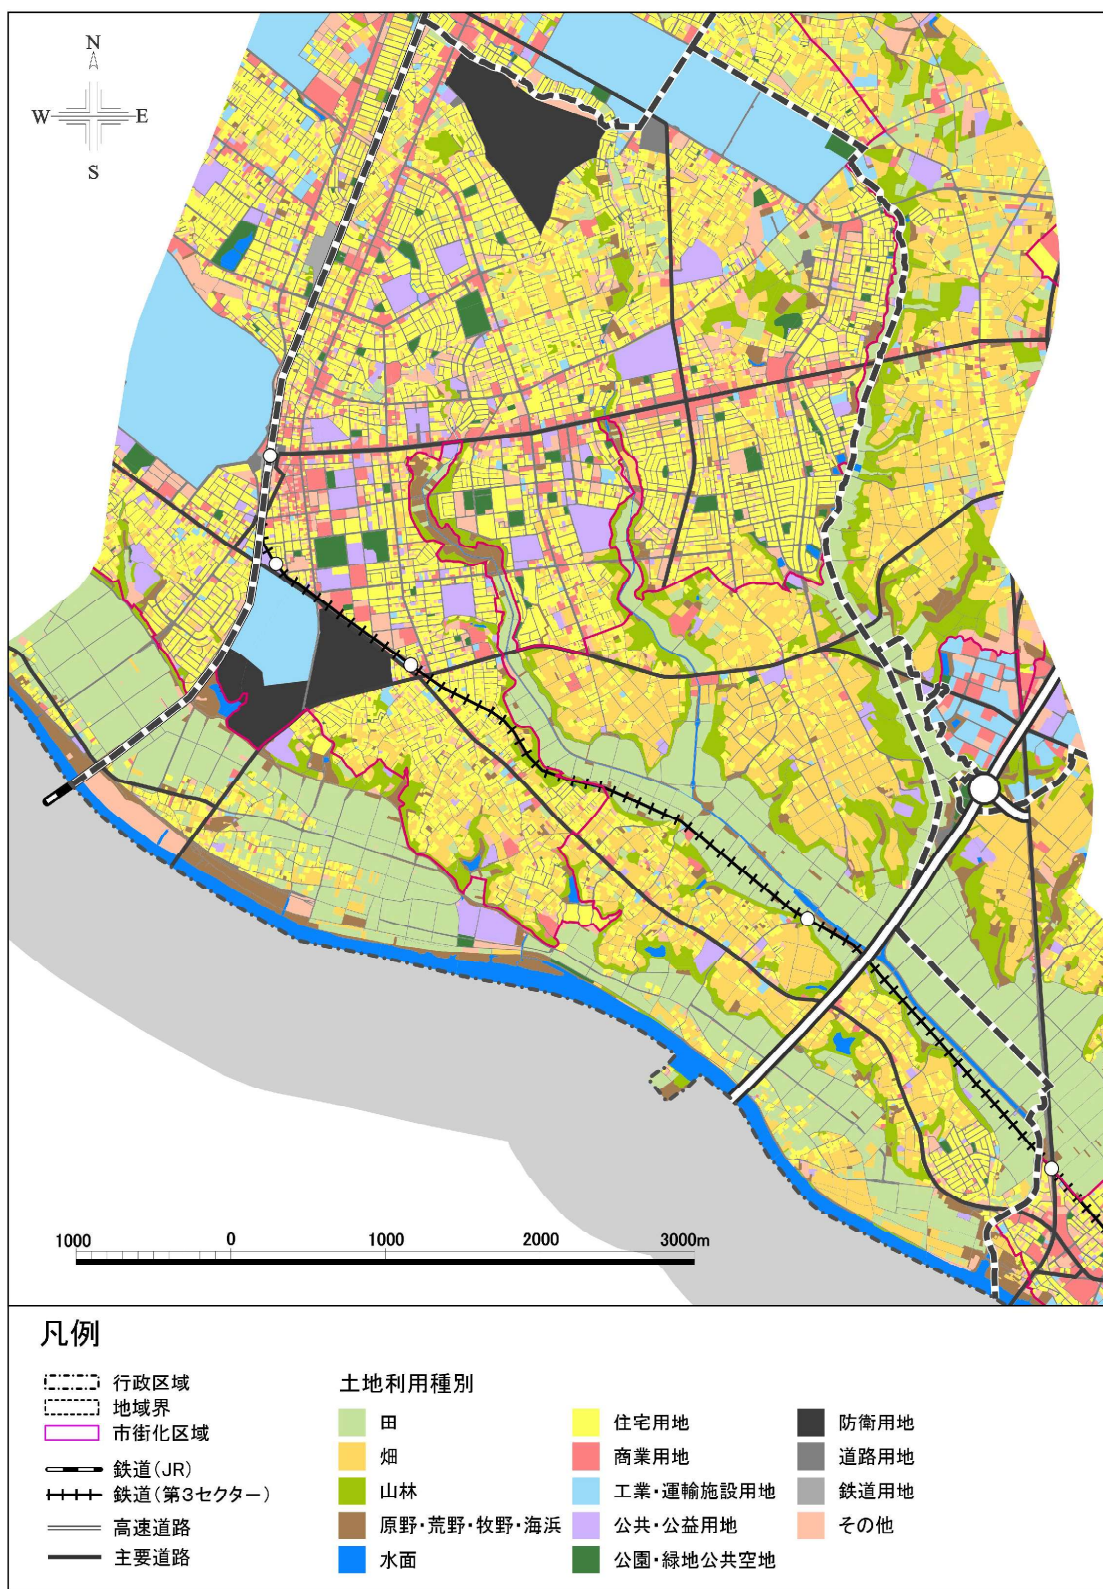 N
W E
S
1000 0 1000 2000 3000m
凡例
行政区域
地域界
市街化区域
鉄道(JR)
鉄道(第3セクター)
高速道路
主要道路
土地利用種別
田
畑
山林
原野・荒野・牧野・海浜
水面
住宅用地
商業用地
工業・運輸施設用地
公共・公益用地
公園・緑地公共空地
防衛用地
道路用地
鉄道用地
その他